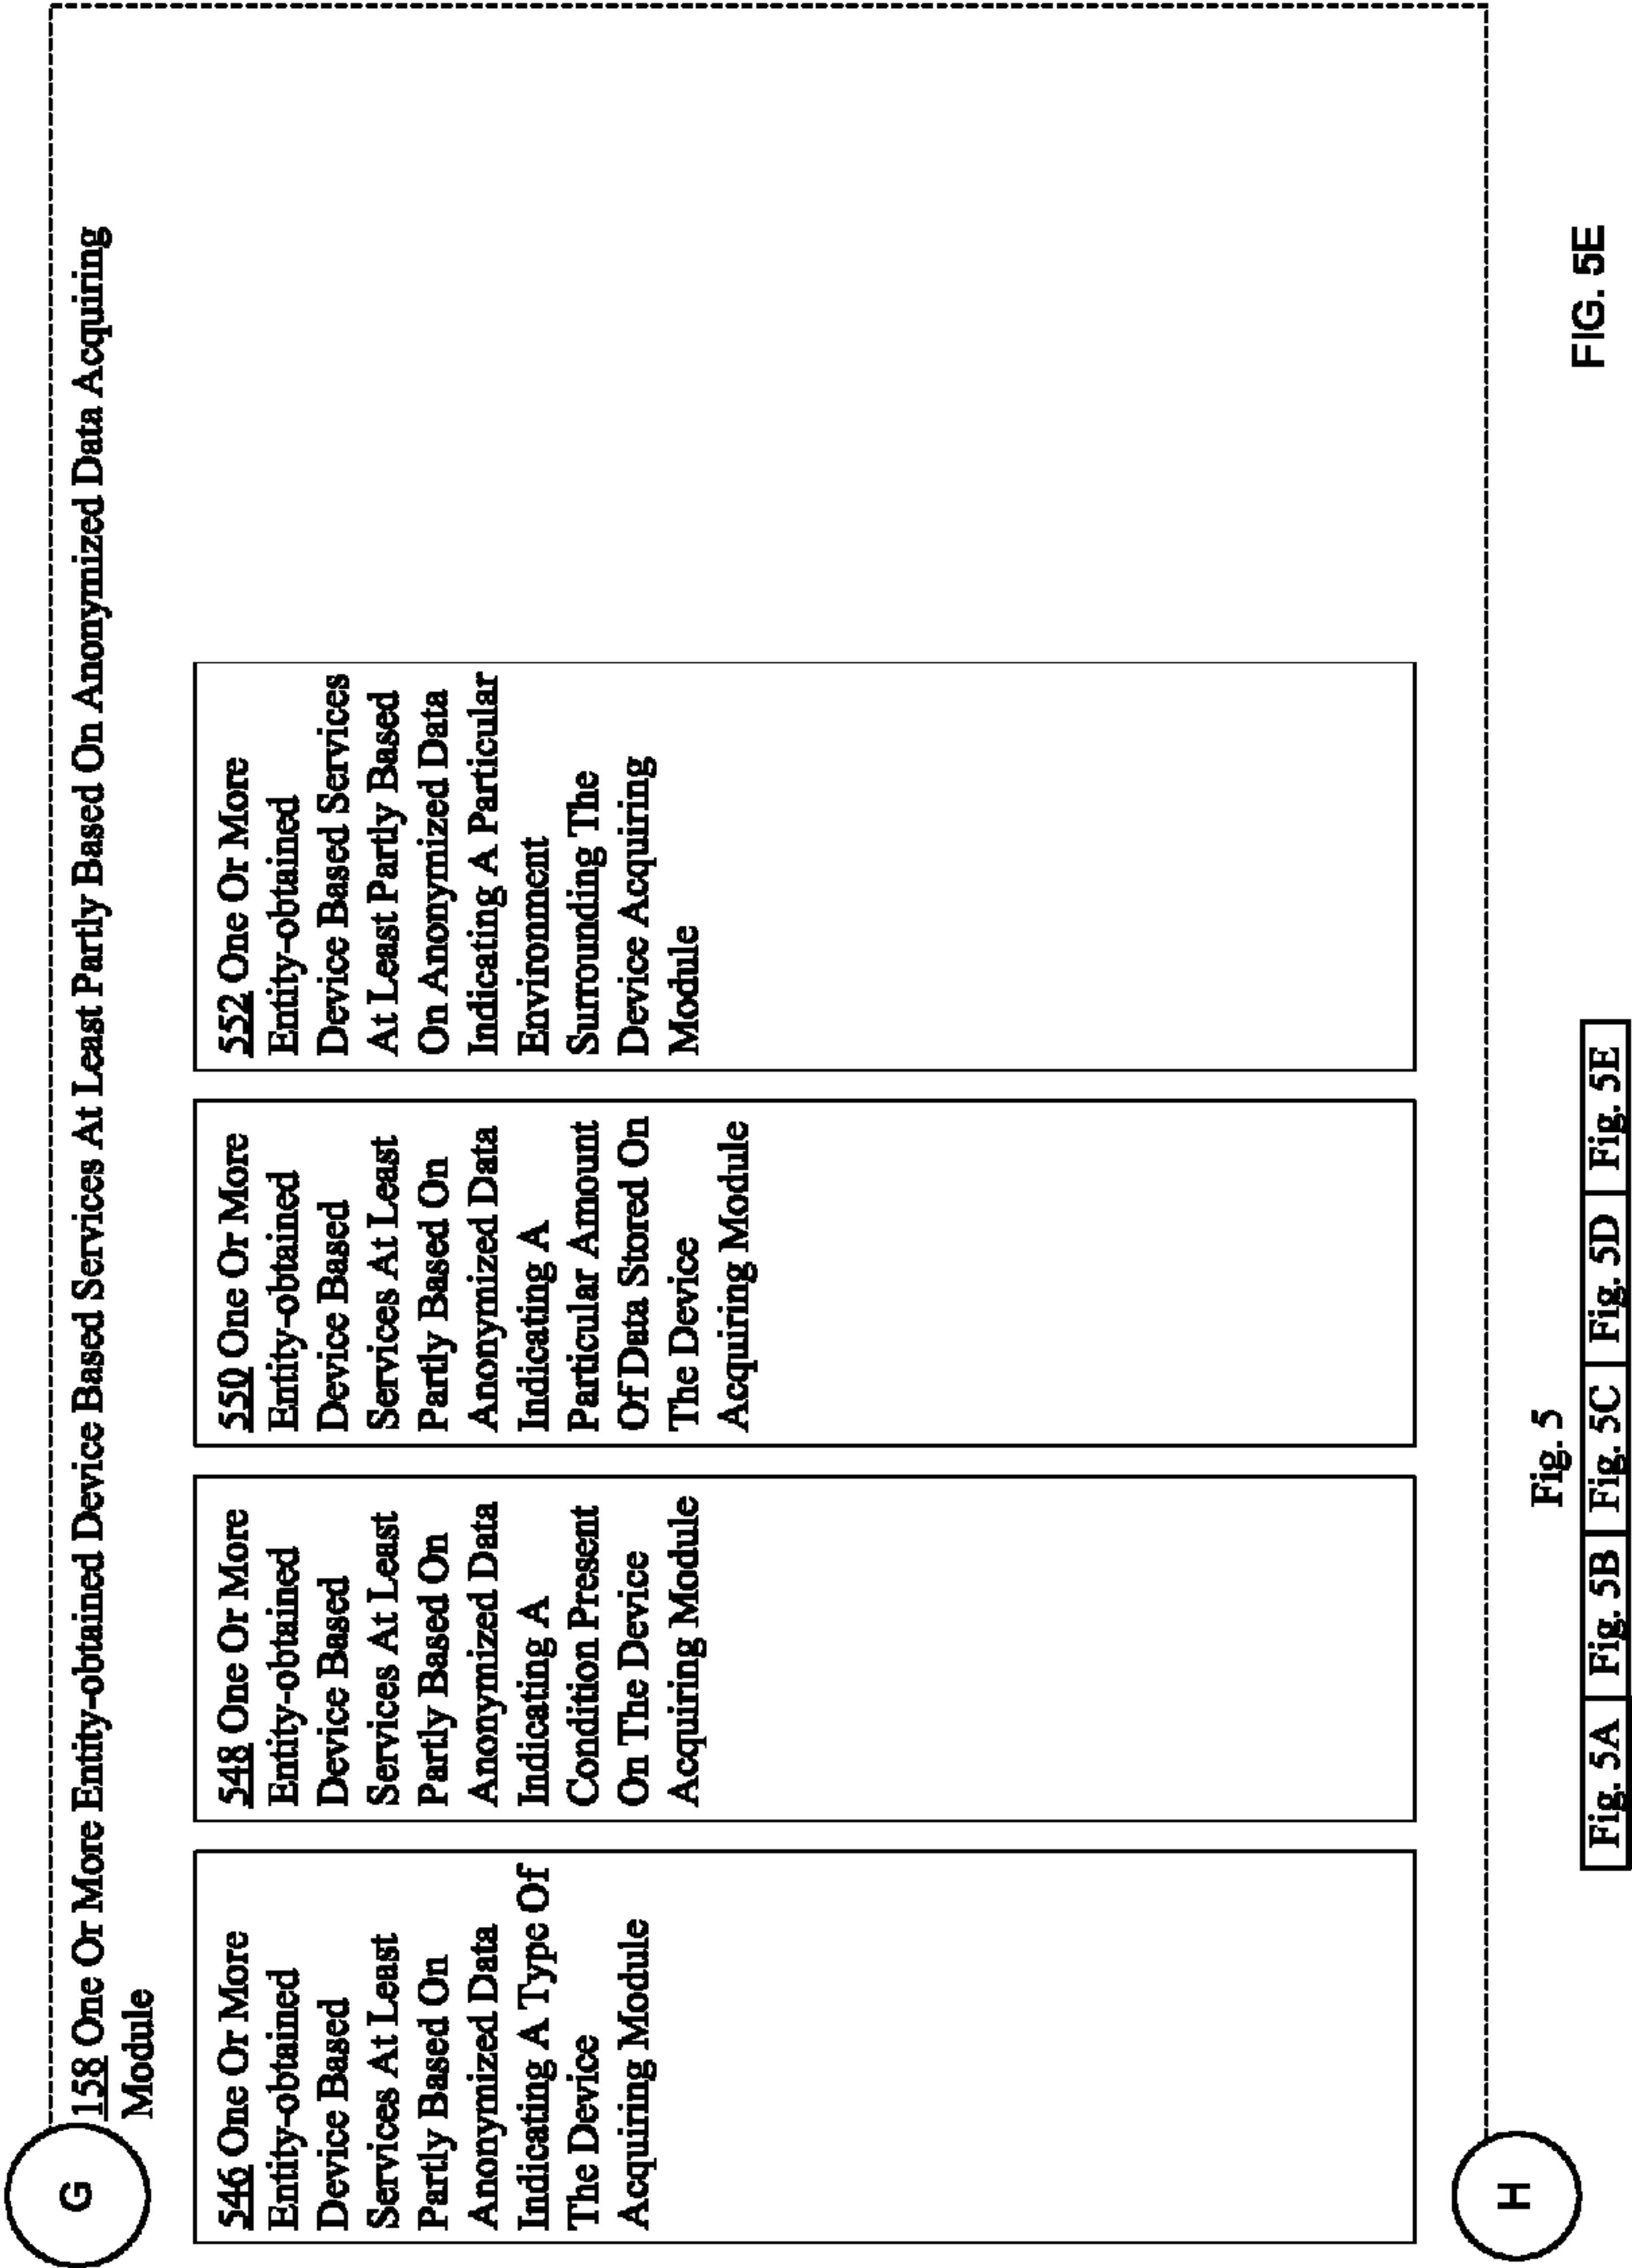 G
158 One Or More Entity-obtained Device Based Services At Least Partly Based On Anonymized Data Acquiring
Module
546 One Or More
Entity-obtained
Device Based
Services At Least
Partly Based On
Anonymized Data
Indicating A Type Of
The Device
Acquiring Module
548 One Or More
Entity-obtained
Device Based
Services At Least
Partly Based On
Anonymized Data
Indicating A
Condition Present
On The Device
Acquiring Module
550 One Or More
Entity-obtained
Device Based
Services At Least
Partly Based On
Anonymized Data
Indicating A
Particular Amount
Of Data Stored On
The Device
Acquiring Module
552 One Or More
Entity-obtained
Device Based Services
At Least Partly Based
On Anonymized Data
Indicating A Particular
Environment
Surrounding The
Device Acquiring
Module
H
Fig. 5
Fig. 5A Fig. 5B Fig. 5C Fig. 5D Fig. 5E
FIG. 5E